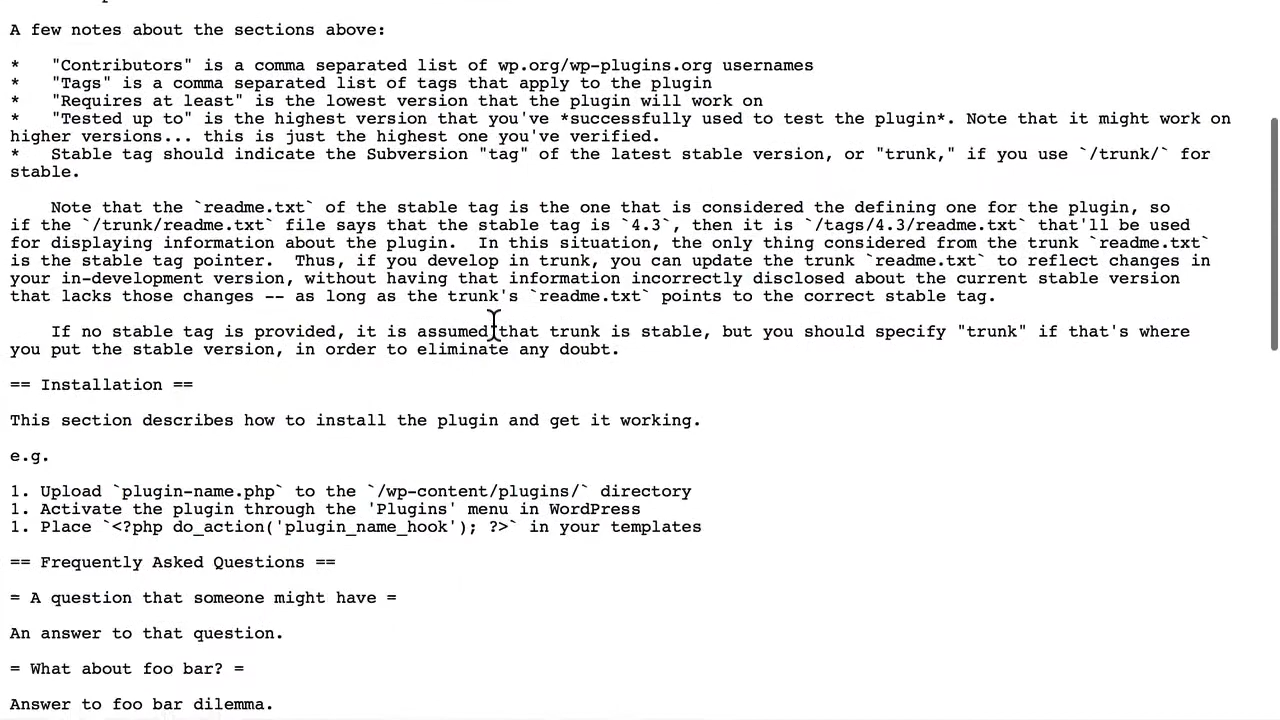 A few notes about the sections above:
*   "Contributors" is a comma separated list of wp.org/wp-plugins.org usernames
*   "Tags" is a comma separated list of tags that apply to the plugin
*   "Requires at least" is the lowest version that the plugin will work on
*   "Tested up to" is the highest version that you've *successfully used to test the plugin*. Note that it might work on
higher versions... this is just the highest one you've verified.
*   Stable tag should indicate the Subversion "tag" of the latest stable version, or "trunk," if you use `/trunk/` for
stable.
    Note that the `readme.txt` of the stable tag is the one that is considered the defining one for the plugin, so
if the `/trunk/readme.txt` file says that the stable tag is `4.3`, then it is `/tags/4.3/readme.txt` that'll be used
for displaying information about the plugin.  In this situation, the only thing considered from the trunk `readme.txt`
is the stable tag pointer.  Thus, if you develop in trunk, you can update the trunk `readme.txt` to reflect changes in
your in-development version, without having that information incorrectly disclosed about the current stable version
that lacks those changes -- as long as the trunk's `readme.txt` points to the correct stable tag.
    If no stable tag is provided, it is assumed that trunk is stable, but you should specify "trunk" if that's where
you put the stable version, in order to eliminate any doubt.
== Installation ==
This section describes how to install the plugin and get it working.
e.g.
1. Upload `plugin-name.php` to the `/wp-content/plugins/` directory
1. Activate the plugin through the 'Plugins' menu in WordPress
1. Place `<?php do_action('plugin_name_hook'); ?>` in your templates
== Frequently Asked Questions ==
= A question that someone might have =
An answer to that question.
= What about foo bar? =
Answer to foo bar dilemma.